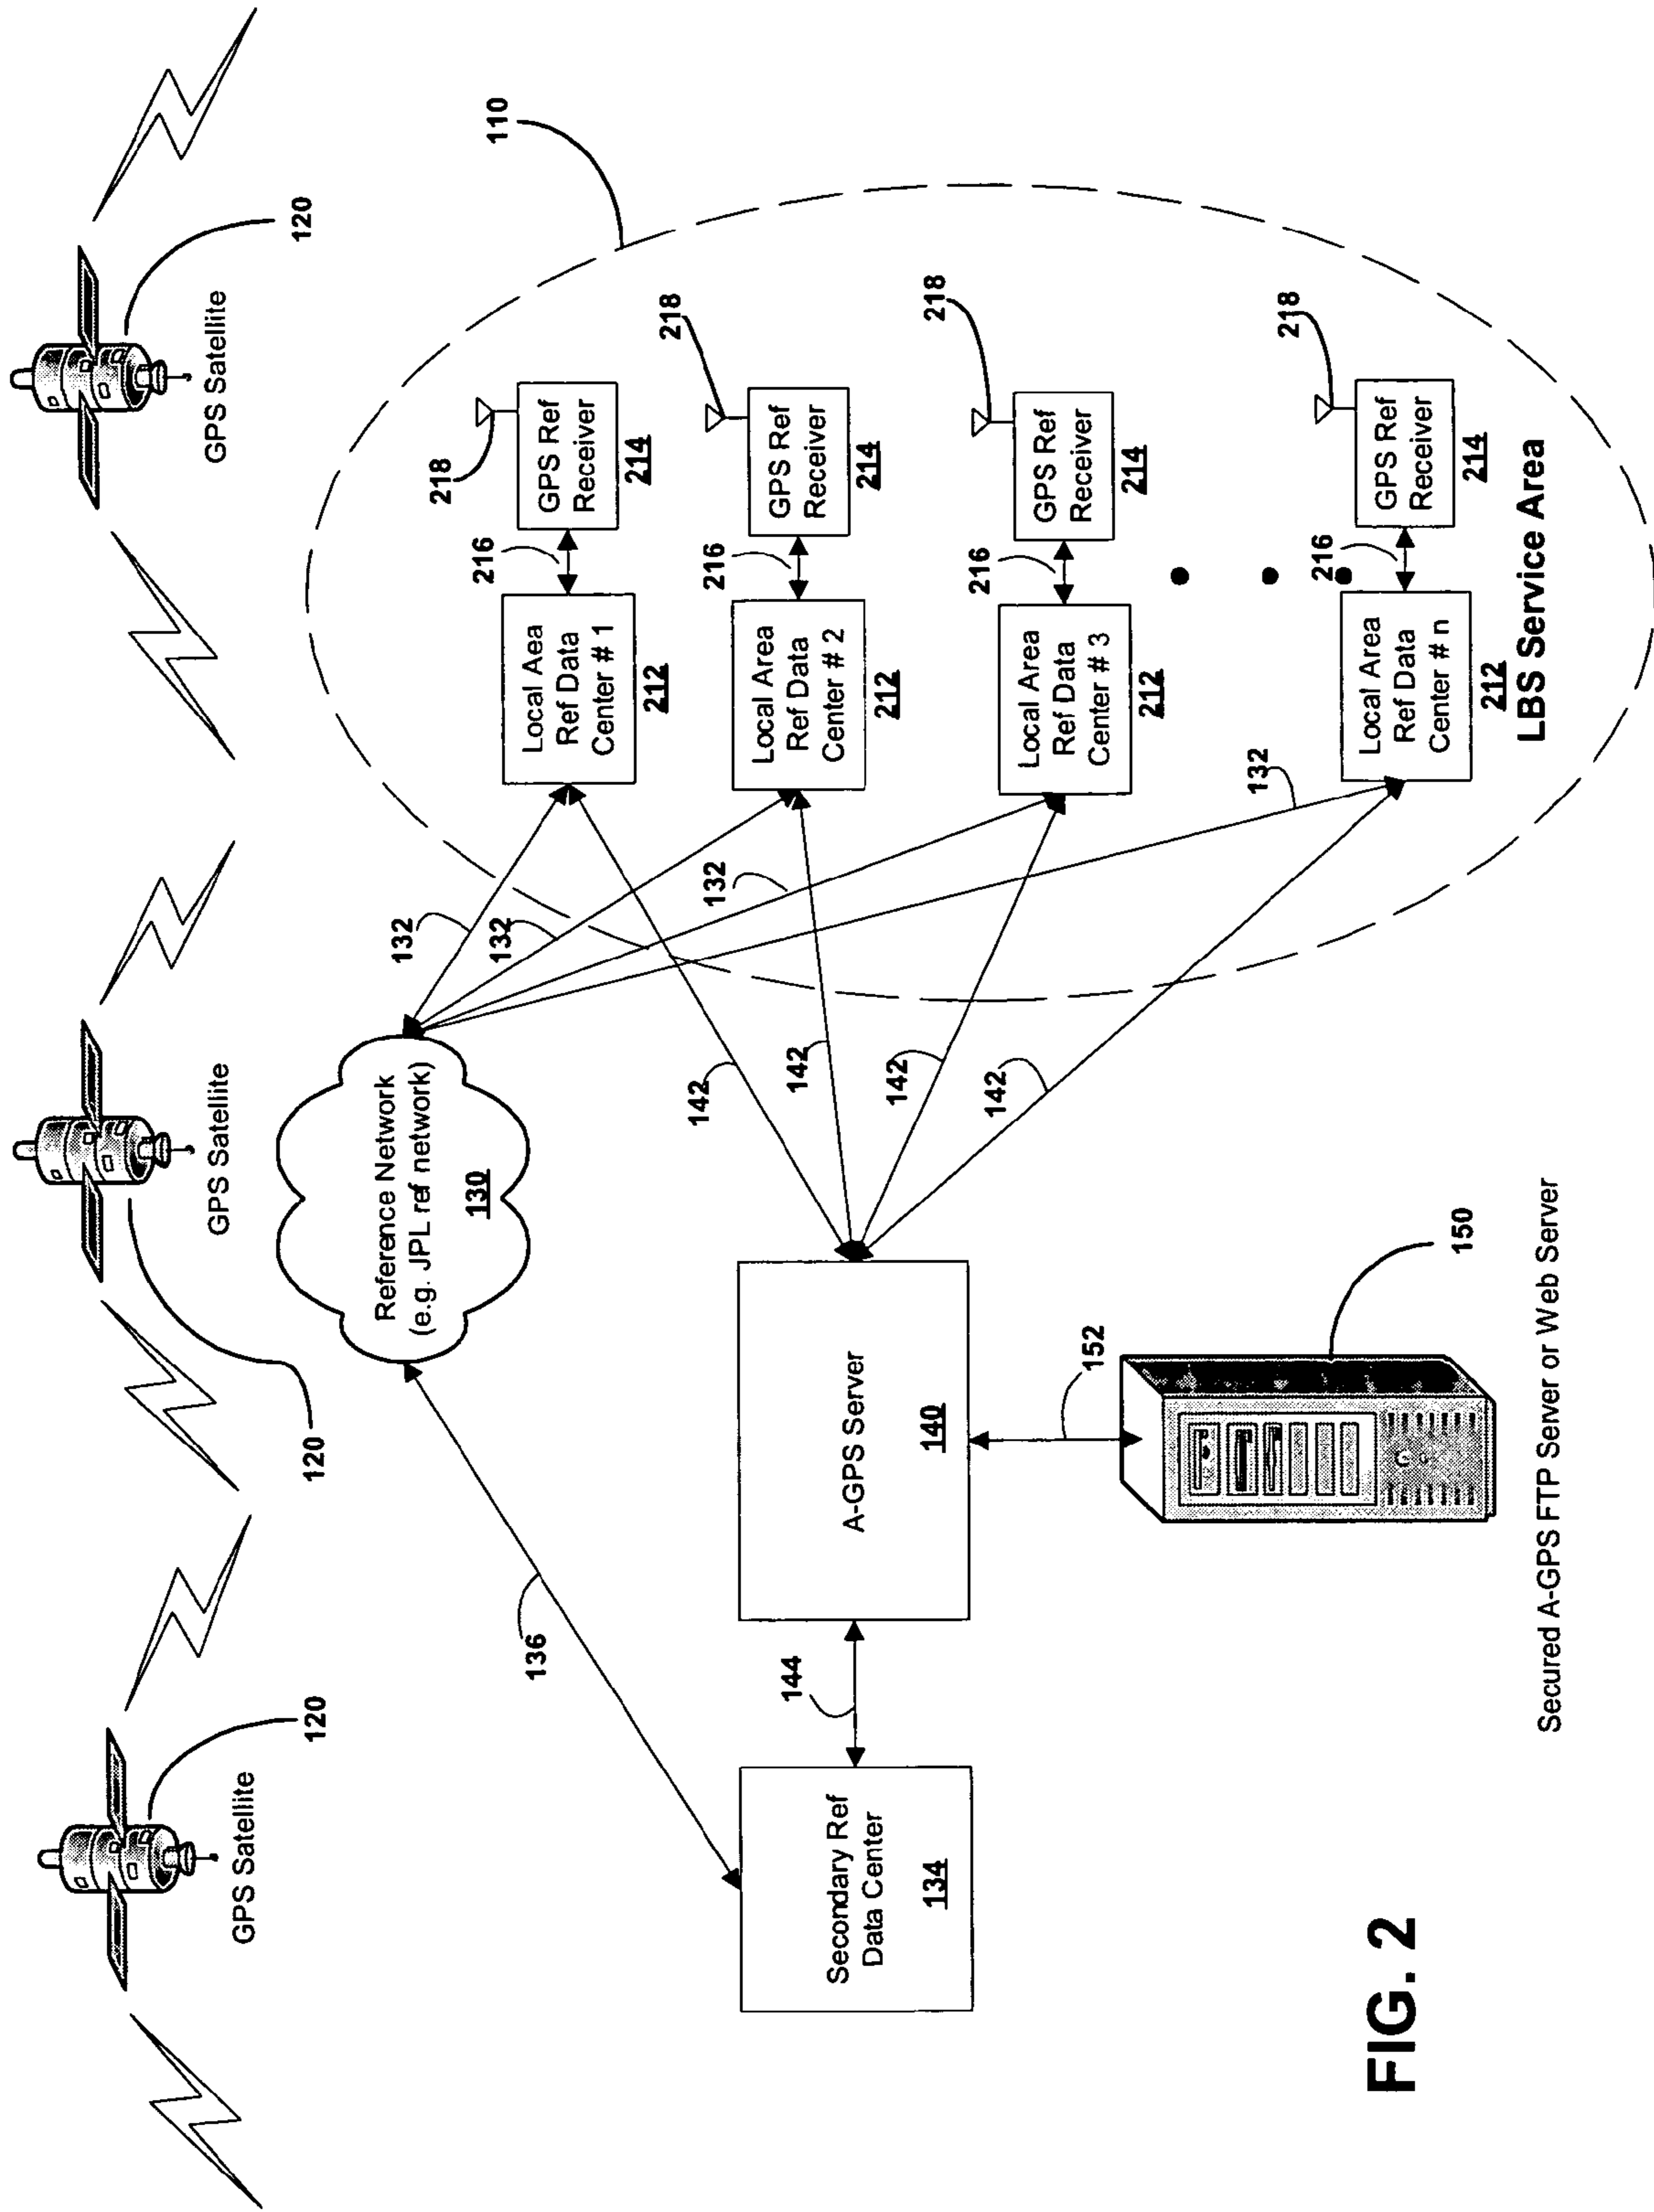 GPS Satellite
120
GPS Satellite
120
GPS Satellite
120
Reference Network
(e.g. JPL ref network)
130
110
132
132
132
132
136
142
142
142
142
218
GPS Ref
Receiver
214
216
Local Aea
Ref Data
Center # 1
212
218
GPS Ref
Receiver
214
216
Local Area
Ref Data
Center # 2
212
218
GPS Ref
Receiver
214
216
Local Area
Ref Data
Center # 3
212
218
GPS Ref
Receiver
214
216
Local Area
Ref Data
Center # n
212
LBS Service Area
Secondary Ref
Data Center
134
144
A-GPS Server
140
152
150
Secured A-GPS FTP Server or Web Server
FIG. 2